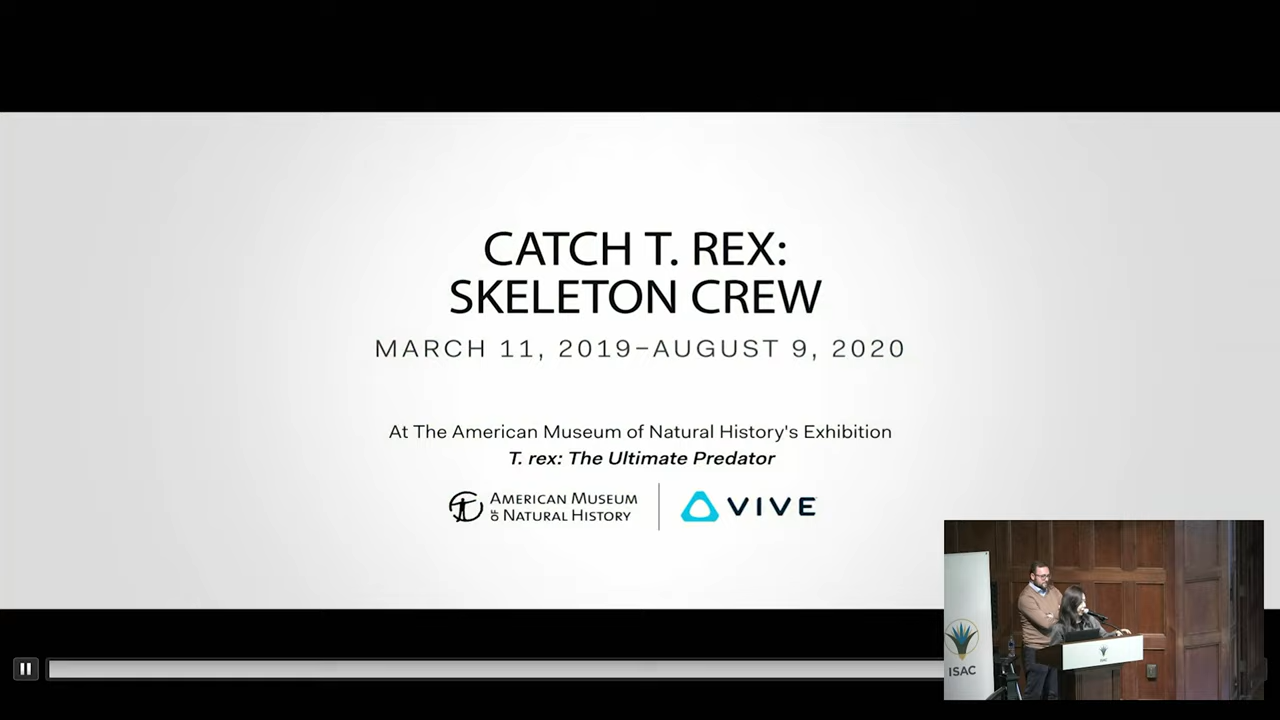 CATCH T. REX:
SKELETON CREW
MARCH 11, 2019–AUGUST 9, 2020
At The American Museum of Natural History's Exhibition
T. rex: The Ultimate Predator
AMERICAN MUSEUM
OF NATURAL HISTORY
VIVE
ISAC
ISAC